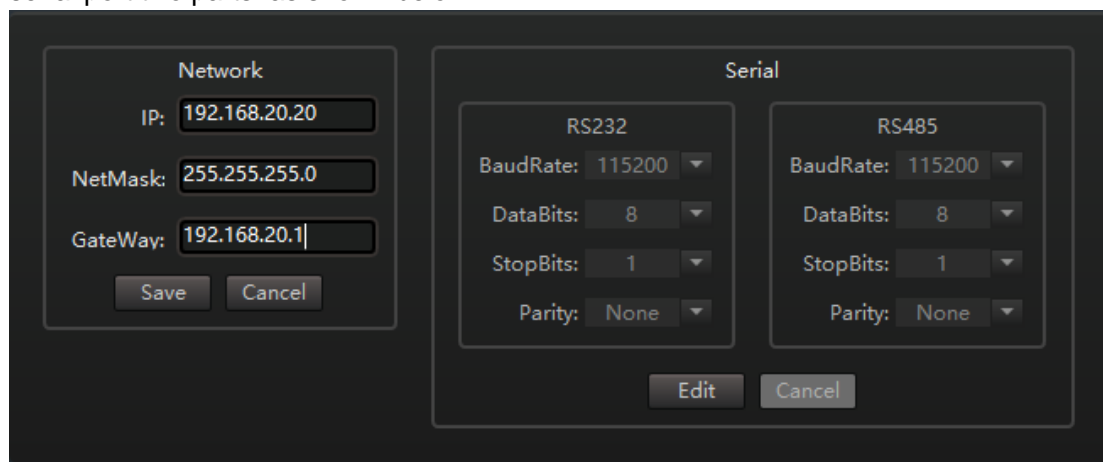 Network
IP: 192.168.20.20
NetMask: 255.255.255.0
GateWay: 192.168.20.1
Save Cancel
Serial
RS232
BaudRate: 115200
DataBits: 8
StopBits: 1
Parity: None
RS485
BaudRate: 115200
DataBits: 8
StopBits: 1
Parity: None
Edit Cancel